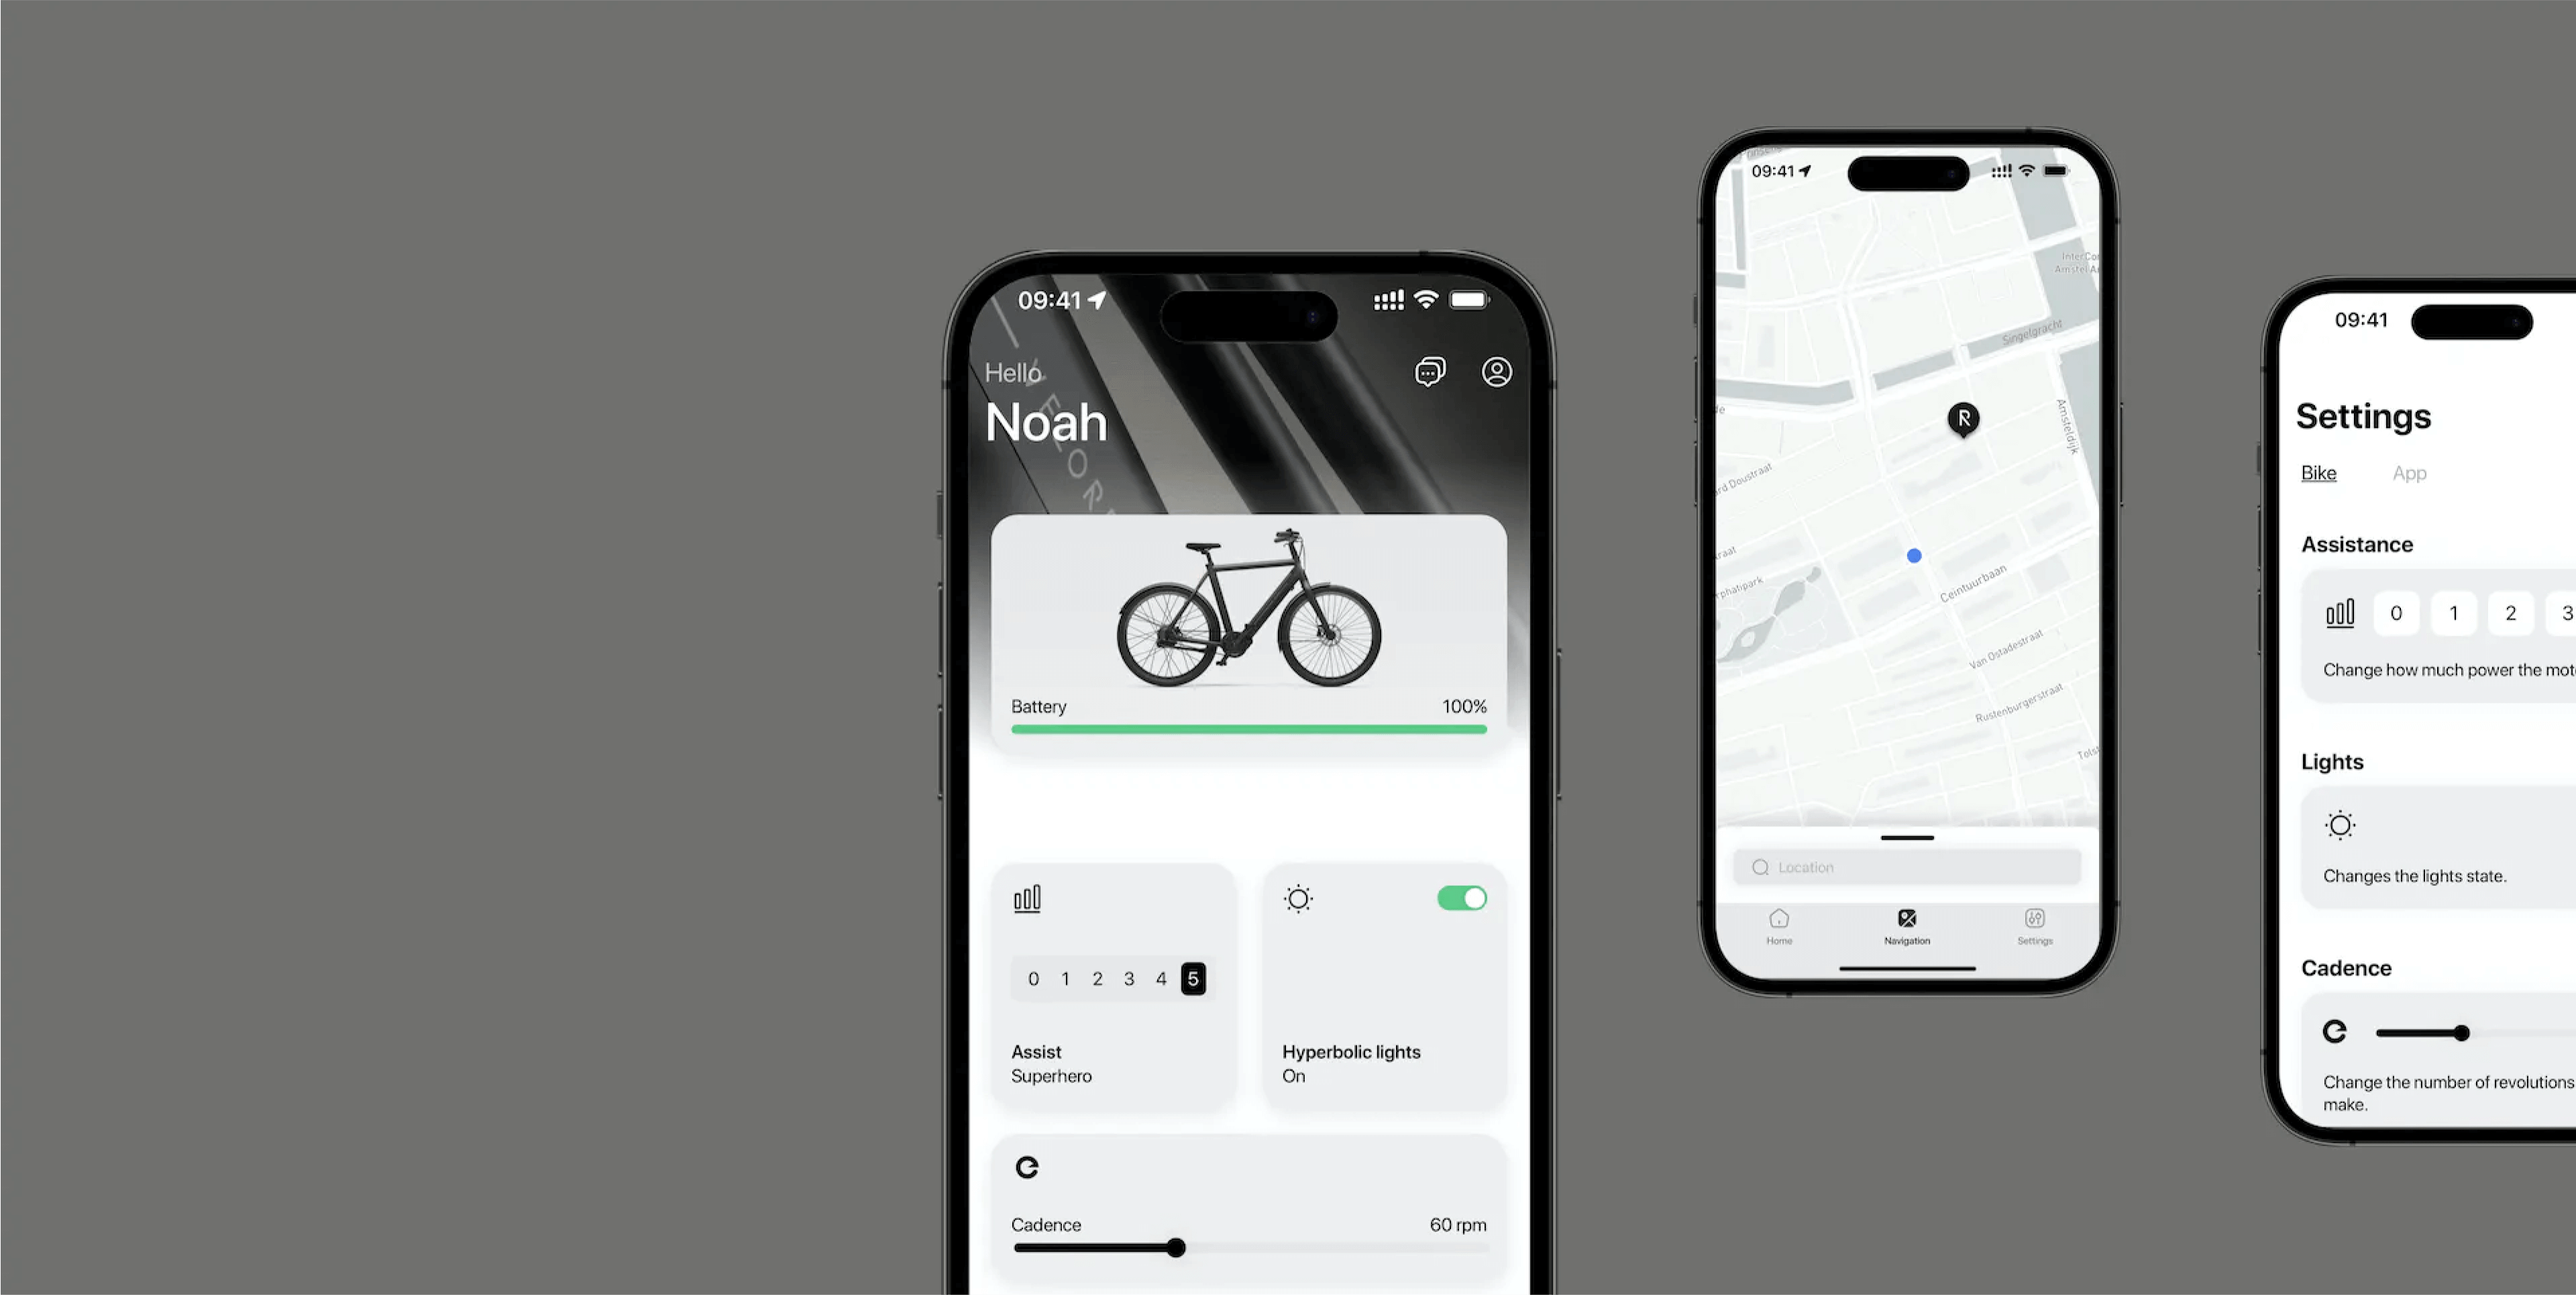 09:41
Hello
Noah
VELOR
Battery 100%
0 1 2 3 4 5
Assist
Superhero
Hyperbolic lights
On
Cadence 60 rpm
09:41
Singelgracht
Amsteldijk
R
Ceintuurbaan
Van Ostadestraat
Rustenburgerstraat
Location
Home Navigation Settings
09:41
Settings
Bike App
Assistance
0 1 2 3
Change how much power the mot
Lights
Changes the lights state.
Cadence
Change the number of revolutions
make.